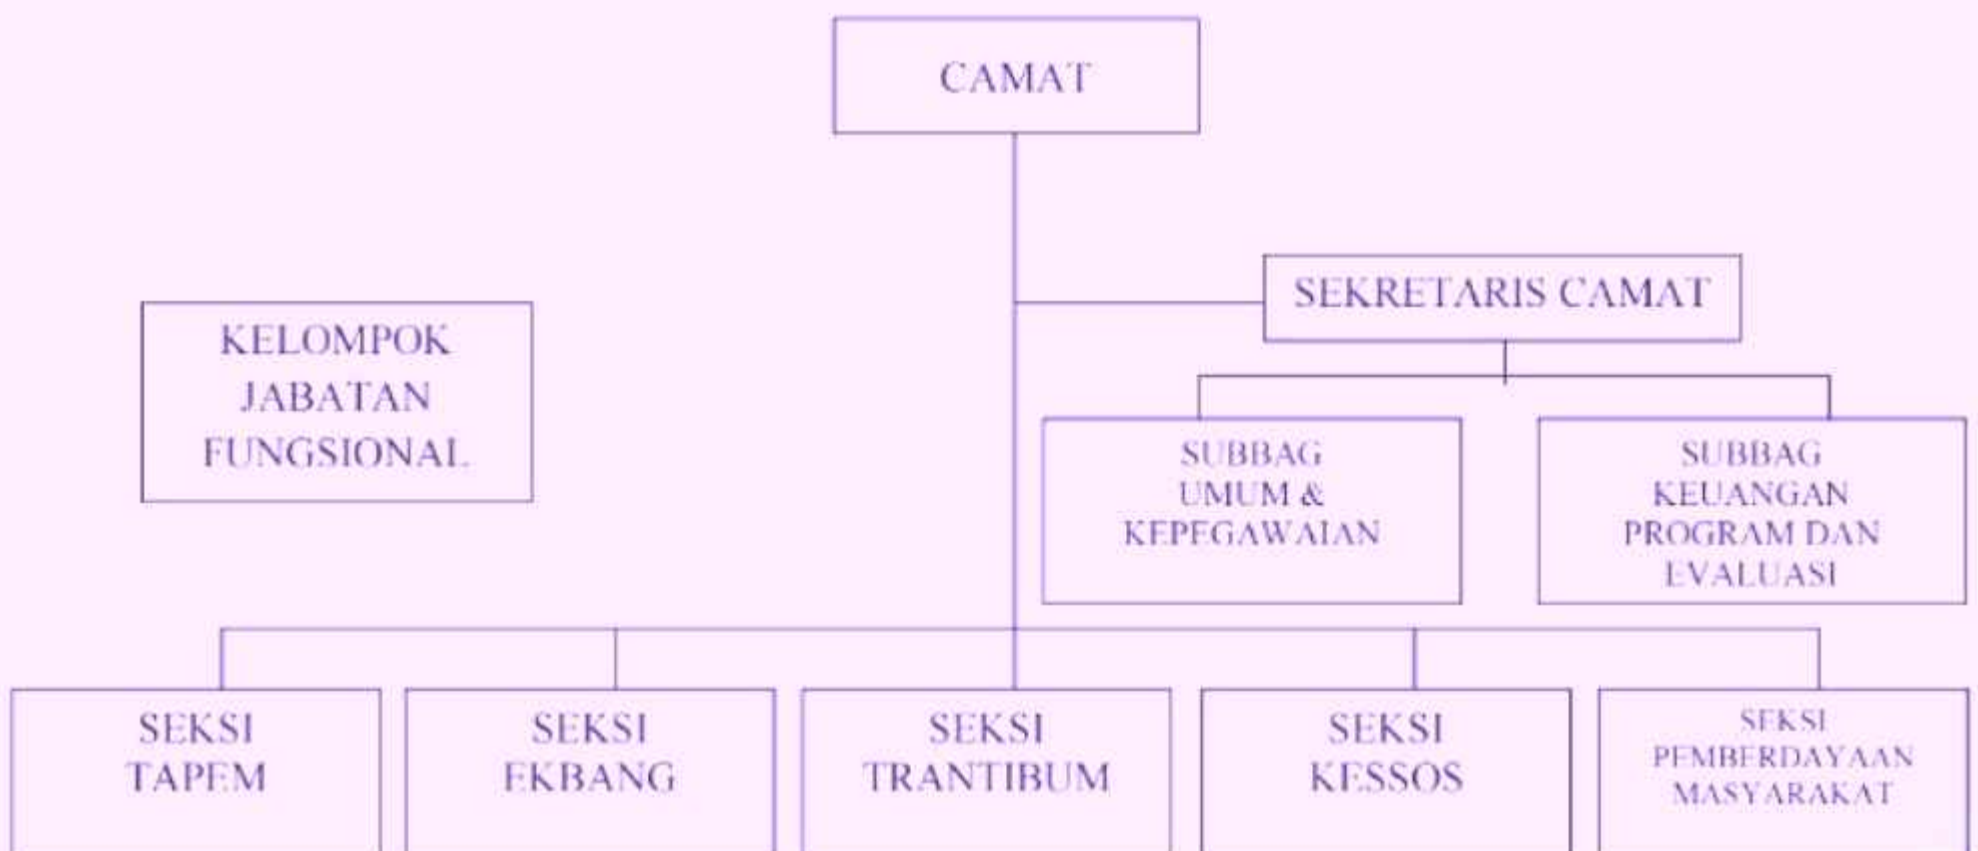 CAMAT
SEKRETARIS CAMAT
KELOMPOK
JABATAN
FUNGSIONAL
SUBBAG
UMUM &
KEPEGAWAIAN
SUBBAG
KEUANGAN
PROGRAM DAN
EVALUASI
SEKSI
TAPEM
SEKSI
EKBANG
SEKSI
TRANTIBUM
SEKSI
KESSOS
SEKSI
PEMBERDAYAAN
MASYARAKAT